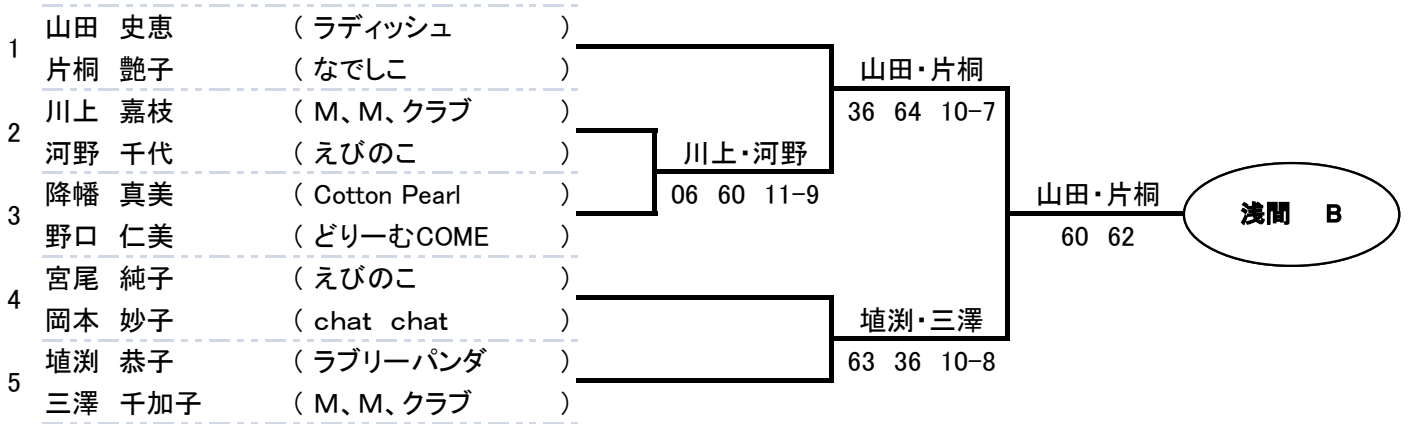 1
山田 史恵 ( ラディッシュ )
片桐 艶子 ( なでしこ )
2
川上 嘉枝 ( M、M、クラブ )
河野 千代 ( えびのこ )
3
降幡 真美 ( Cotton Pearl )
野口 仁美 ( どりーむCOME )
4
宮尾 純子 ( えびのこ )
岡本 妙子 ( chat chat )
5
埴渕 恭子 ( ラブリーパンダ )
三澤 千加子 ( M、M、クラブ )
川上・河野
06 60 11-9
山田・片桐
36 64 10-7
埴渕・三澤
63 36 10-8
山田・片桐
60 62
浅間 B